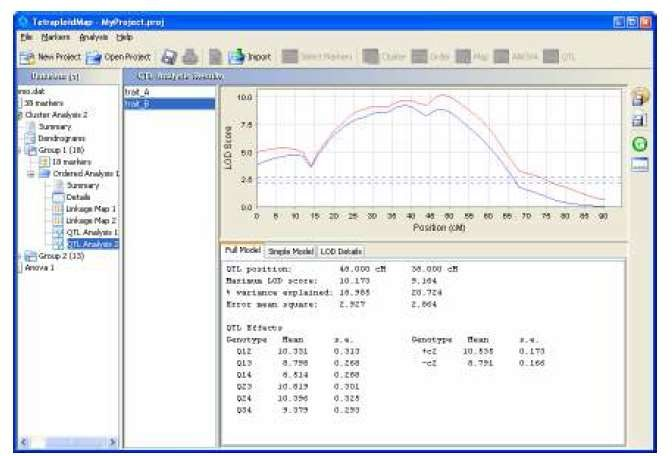 TetraploidMap - MyProject.proj
File Markers Analysis Help
New Project Open Project Import Select Markers Cluster Order Map ANOVA QTL
Datasets (1)
QTL Analysis Results
38 markers
Cluster Analysis 2
Summary
Dendrograms
Group 1 (18)
18 markers
Ordered Analysis 1
Summary
Details
Linkage Map 1
Linkage Map 2
QTL Analysis 1
QTL Analysis 2
Group 2 (13)
Anova 1
trait_A
trait_B
LOD Score
10.0
7.5
5.0
2.5
0.0
0 5 10 15 20 25 30 35 40 45 50 55 60 65 70 75 80 85 90
Position (cM)
Full Model Simple Model LOD Details
QTL position: 48.000 cM 38.000 cM
Maximum LOD score: 10.173 9.184
% variance explained: 18.985 20.724
Error mean square: 2.927 2.864
QTL Effects
Genotype Mean s.e. Genotype Mean s.e.
Q12 10.331 0.313 +c2 10.535 0.173
Q13 8.798 0.268 -c2 8.791 0.166
Q14 8.514 0.288
Q23 10.819 0.301
Q24 10.396 0.325
Q34 9.379 0.293